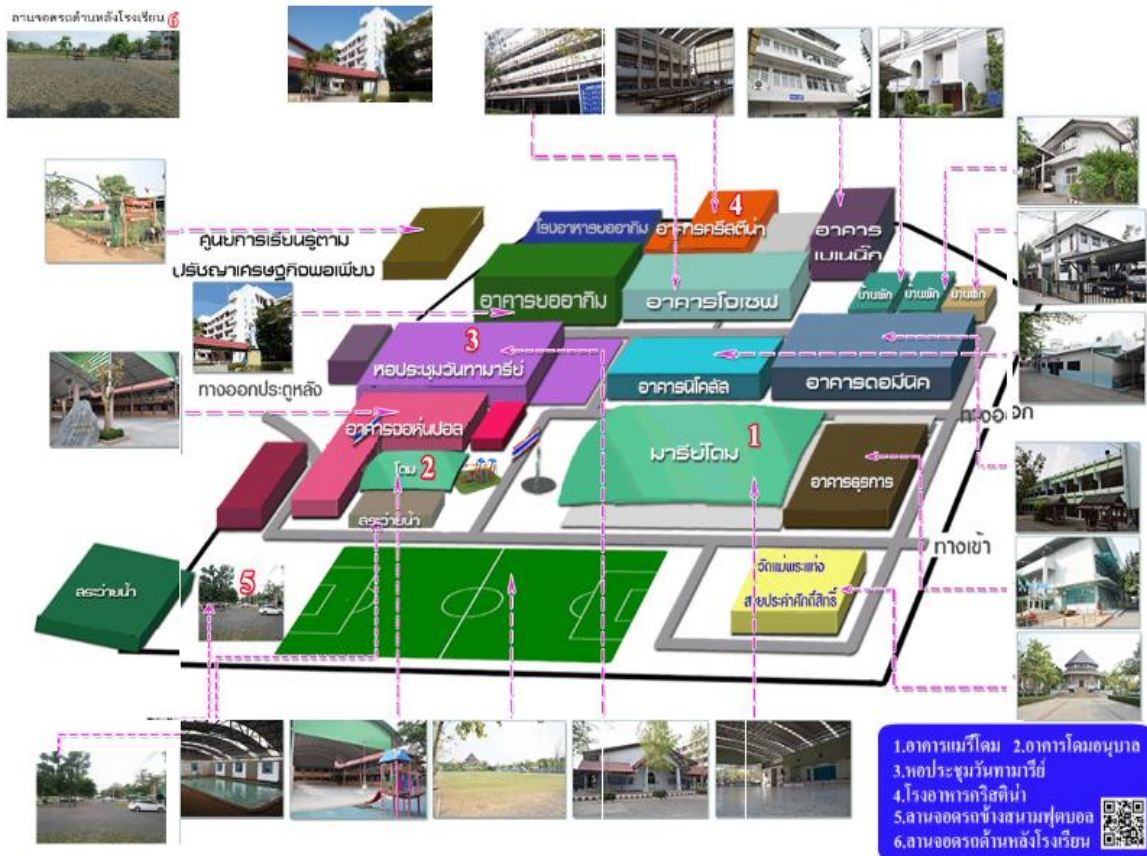 ลานจอดรถด้านหลังโรงเรียน 6
โรงอาหารยออากิม
4
อาคารคริสตีน่า
อาคาร
เบเนดิ๊ก
ศูนย์การเรียนรู้ตาม
ปรัชญาเศรษฐกิจพอเพียง
อาคารยออากิม
อาคารโจเซฟ
บ้านพัก
บ้านพัก
บ้านพัก
3
หอประชุมวันทามารีย์
อาคารนิโคลัส
อาคารดอมินิค
ทางออกประตูหลัง
ทางออก
อาคารจอห์นปอล
1
มารีย์โดม
โดม 2
อาคารธุรการ
สระว่ายน้ำ
ทางเข้า
สระว่ายน้ำ
5
วัดแม่พระแห่ง
สายประคำศักดิ์สิทธิ์
1.อาคารแมรี่โดม 2.อาคารโดมอนุบาล
3.หอประชุมวันทามารีย์
4.โรงอาหารคริสติน่า
5.ลานจอดรถข้างสนามฟุตบอล
6.ลานจอดรถด้านหลังโรงเรียน